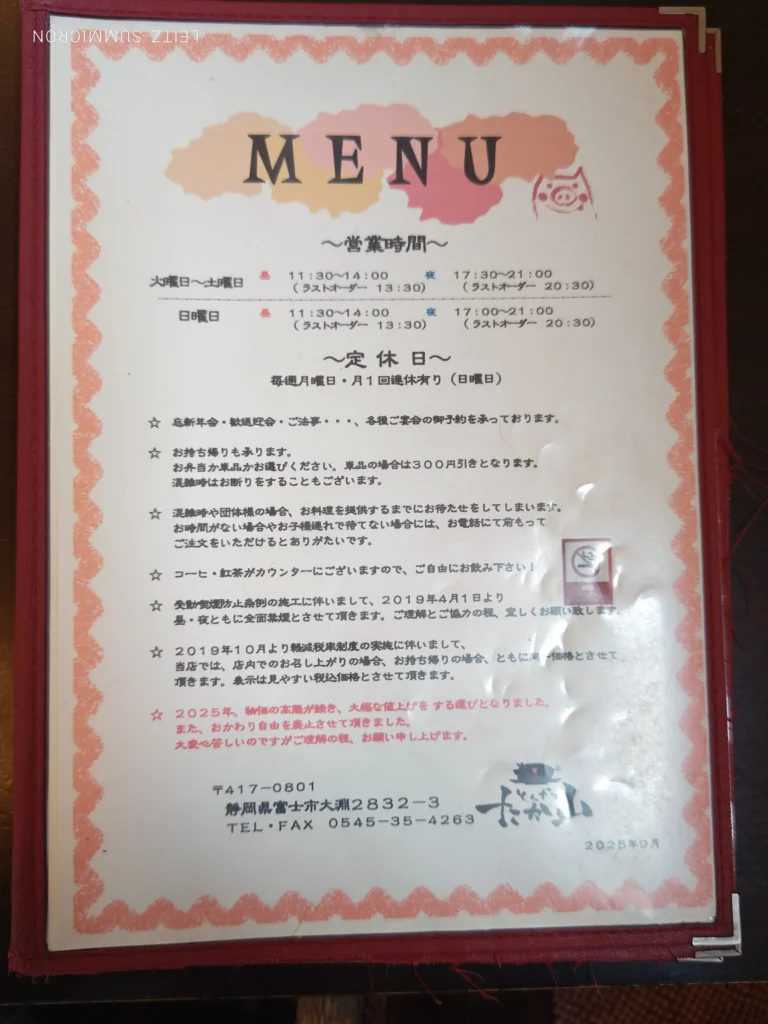 LEITZ SUMMICRON
MENU
～営業時間～
火曜日～土曜日 昼 11:30～14:00 夜 17:30～21:00
(ラストオーダー 13:30) (ラストオーダー 20:30)
日曜日 昼 11:30～14:00 夜 17:00～21:00
(ラストオーダー 13:30) (ラストオーダー 20:30)
～定休日～
毎週月曜日・月1回連休有り(日曜日)
☆ 忘新年会・歓送迎会・ご法事・・・、各種ご宴会の御予約を承っております。
☆ お持ち帰りも承ります。
お弁当か単品かお選びください。単品の場合は300円引きとなります。
混雑時はお断りをすることもございます。
☆ 混雑時や団体様の場合、お料理を提供するまでにお待たせをしてしまいます。
お時間がない場合やお子様連れで待てない場合には、お電話にて前もって
ご注文をいただけるとありがたいです。
☆ コーヒ・紅茶がカウンターにございますので、ご自由にお飲み下さい!
☆ 受動喫煙防止条例の施工に伴いまして、2019年4月1日より
昼・夜ともに全面禁煙とさせて頂きます。ご理解とご協力の程、宜しくお願い致します。
☆ 2019年10月より軽減税率制度の実施に伴いまして、
当店では、店内でのお召し上がりの場合、お持ち帰りの場合、ともに同一価格とさせて
頂きます。表示は見やすい税込価格とさせて頂きます。
☆ 2025年、物価の高騰が続き、大幅な値上げを する運びとなりました。
また、おかわり自由を廃止させて頂きました。
大変心苦しいのですがご理解の程、お願い申し上げます。
〒417-0801
静岡県富士市大淵2832-3
TEL・FAX 0545-35-4263
とんかつ
たか山
2025年9月